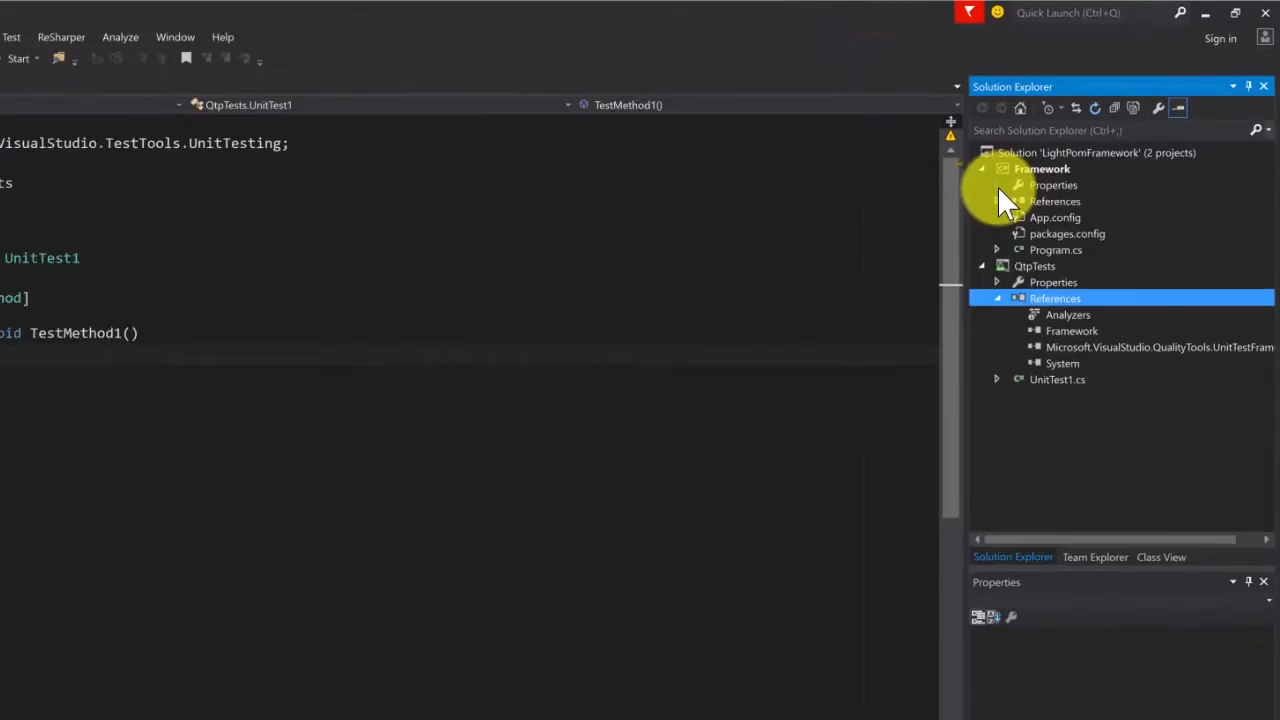 Quick Launch (Ctrl+Q)
Test ReSharper Analyze Window Help
Sign in
Start
Solution Explorer
QtpTests.UnitTest1
TestMethod1()
Search Solution Explorer (Ctrl+;)
VisualStudio.TestTools.UnitTesting;
Solution 'LightPomFramework' (2 projects)
Framework
ts
Properties
References
App.config
packages.config
Program.cs
UnitTest1
QtpTests
Properties
hod]
References
Analyzers
oid TestMethod1()
Framework
Microsoft.VisualStudio.QualityTools.UnitTestFram
System
UnitTest1.cs
Solution Explorer Team Explorer Class View
Properties